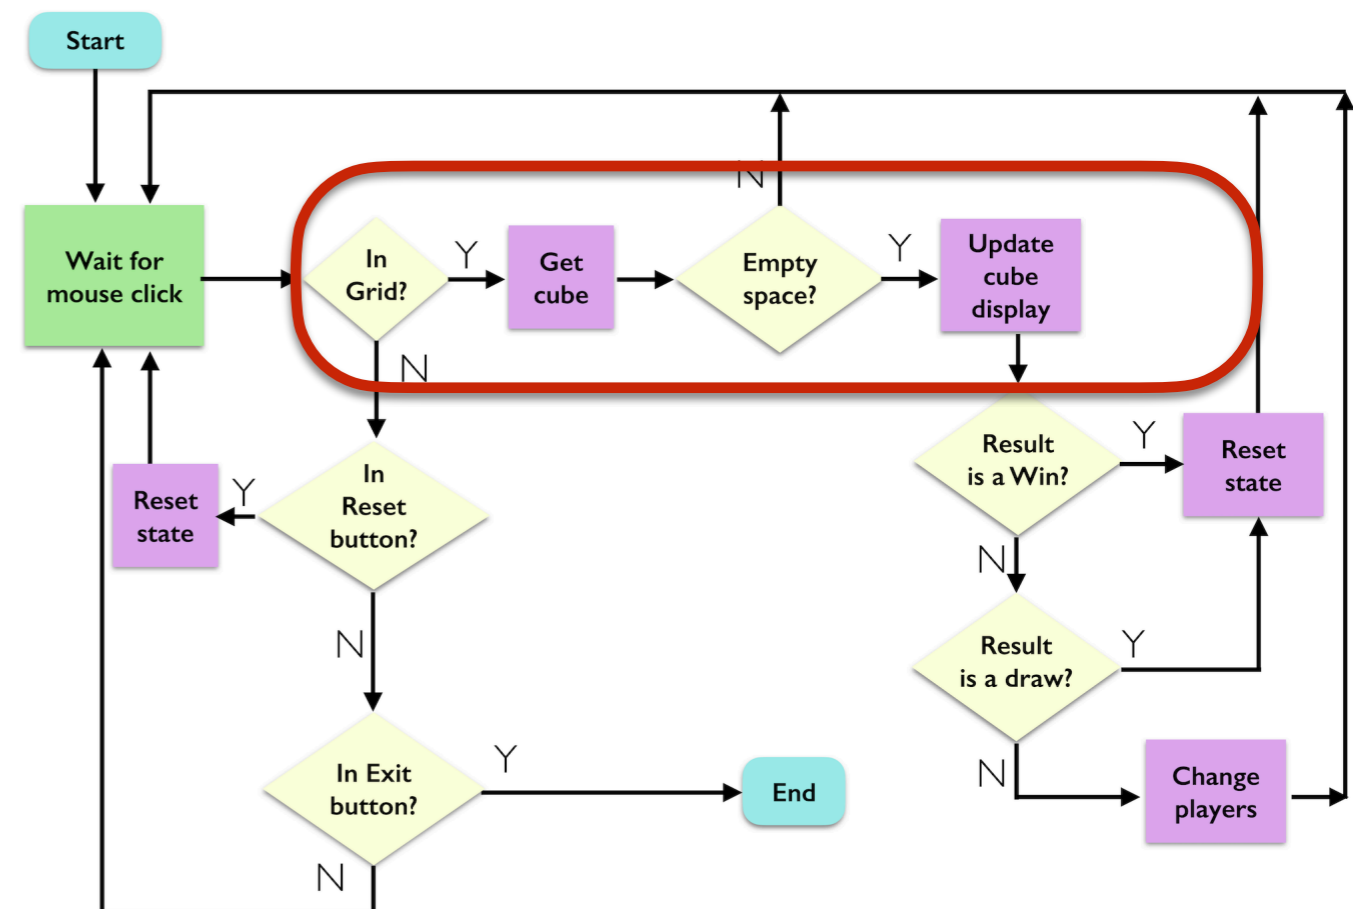 Start
N
Wait for
mouse click
In
Grid?
Y
Get
cube
Empty
space?
Y
Update
cube
display
N
In
Reset
button?
Y
Reset
state
Result
is a Win?
Y
Reset
state
N
Result
is a draw?
Y
N
In Exit
button?
Y
End
N
Change
players
N